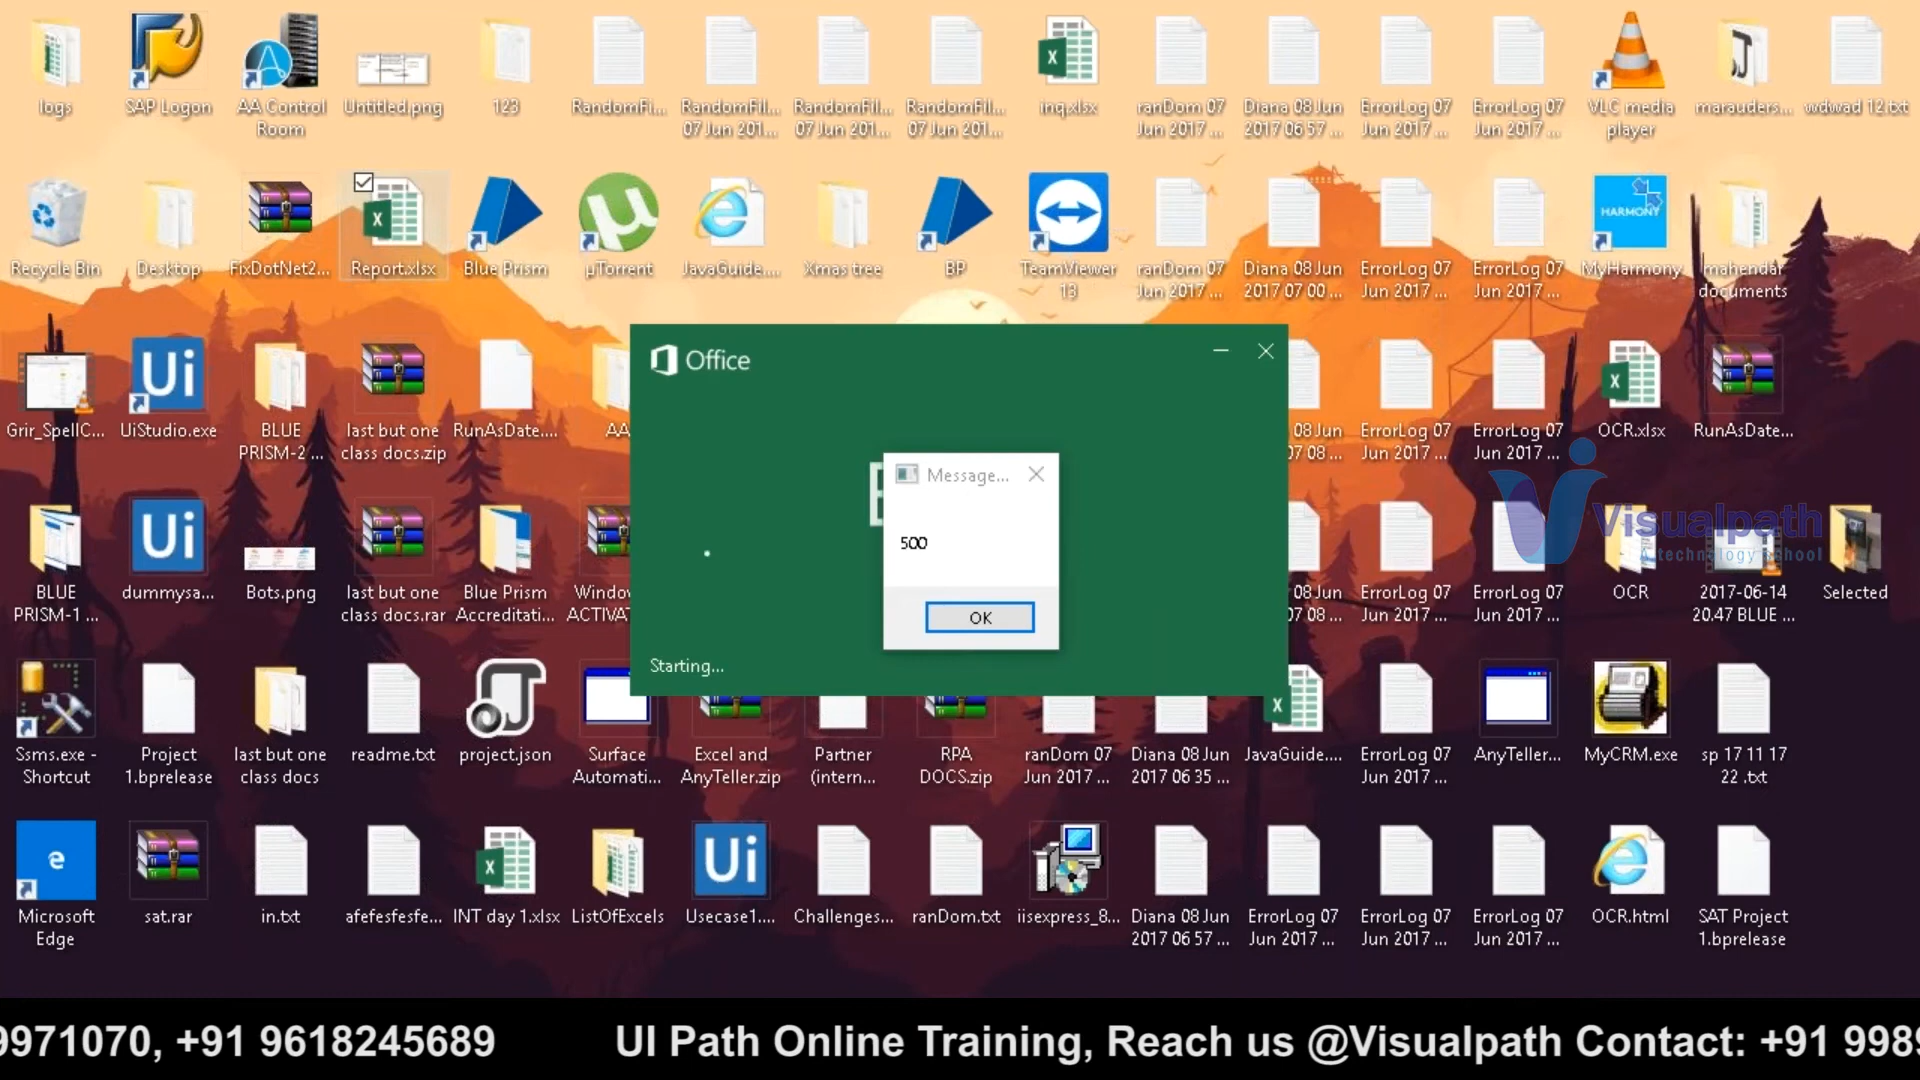 logs
SAP Logon
AA Control
Room
Untitled.png
123
RandomFi...
RandomFil...
07 Jun 201...
RandomFil...
07 Jun 201...
RandomFil...
07 Jun 201...
inq.xlsx
ranDom 07
Jun 2017 ...
Diana 08 Jun
2017 06 57 ...
ErrorLog 07
Jun 2017 ...
ErrorLog 07
Jun 2017 ...
VLC media
player
marauders...
wdwad 12.txt
Recycle Bin
Desktop
FixDotNet2...
Report.xlsx
Blue Prism
µTorrent
JavaGuide....
Xmas tree
BP
TeamViewer
13
ranDom 07
Jun 2017 ...
Diana 08 Jun
2017 07 00 ...
ErrorLog 07
Jun 2017 ...
ErrorLog 07
Jun 2017 ...
HARMONY
MyHarmony
mahendar
documents
Office
Grir_SpellC...
UiStudio.exe
BLUE
PRISM-2 ...
last but one
class docs.zip
RunAsDate....
AA
08 Jun
07 08 ...
ErrorLog 07
Jun 2017 ...
ErrorLog 07
Jun 2017 ...
OCR.xlsx
RunAsDate...
Message...
500
OK
Starting...
Visualpath
A technology School
BLUE
PRISM-1 ...
dummysa...
Bots.png
last but one
class docs.rar
Blue Prism
Accreditati...
Window
ACTIVAT
08 Jun
07 08 ...
ErrorLog 07
Jun 2017 ...
ErrorLog 07
Jun 2017 ...
OCR
2017-06-14
20.47 BLUE ...
Selected
Ssms.exe -
Shortcut
Project
1.bprelease
last but one
class docs
readme.txt
project.json
Surface
Automati...
Excel and
AnyTeller.zip
Partner
(intern...
RPA
DOCS.zip
ranDom 07
Jun 2017 ...
Diana 08 Jun
2017 06 35 ...
JavaGuide....
ErrorLog 07
Jun 2017 ...
AnyTeller...
MyCRM.exe
sp 17 11 17
22 .txt
Microsoft
Edge
sat.rar
in.txt
afefesfesfe...
INT day 1.xlsx
ListOfExcels
Usecase1....
Challenges...
ranDom.txt
iisexpress_8...
Diana 08 Jun
2017 06 57 ...
ErrorLog 07
Jun 2017 ...
ErrorLog 07
Jun 2017 ...
ErrorLog 07
Jun 2017 ...
OCR.html
SAT Project
1.bprelease
9971070, +91 9618245689 UI Path Online Training, Reach us @Visualpath Contact: +91 998